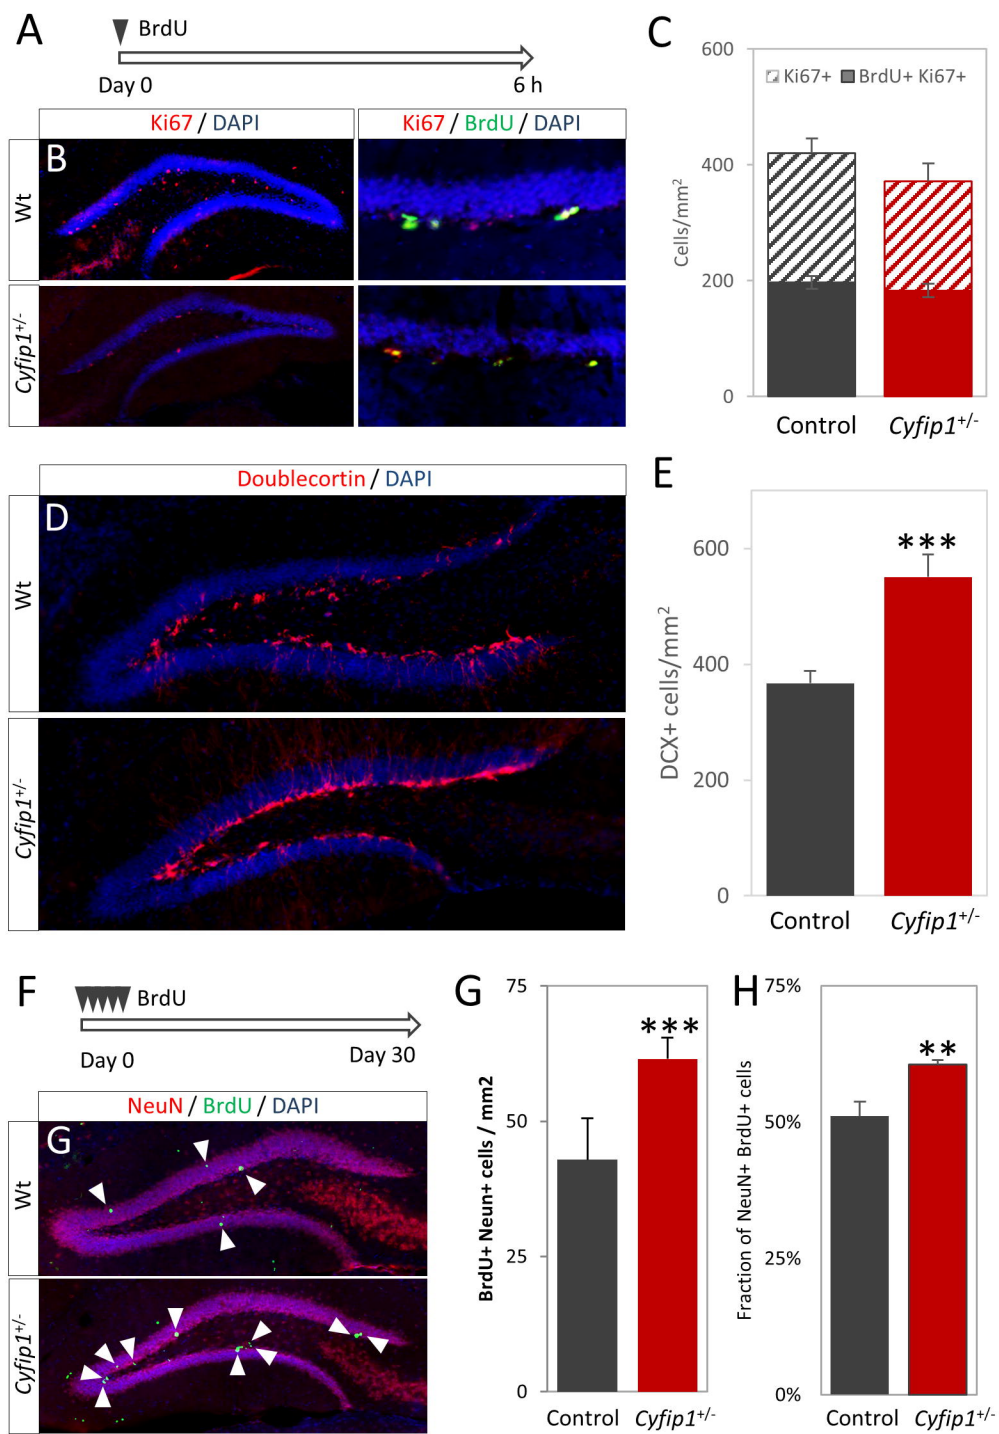 A
BrdU
Day 0
6 h
Ki67 / DAPI
Ki67 / BrdU / DAPI
B
Wt
Cyfip1+/-
C
600
Ki67+
BrdU+ Ki67+
400
200
0
Cells/mm2
Control
Cyfip1+/-
Doublecortin / DAPI
D
Wt
Cyfip1+/-
E
***
600
400
200
0
DCX+ cells/mm2
Control
Cyfip1+/-
F
BrdU
Day 0
Day 30
NeuN / BrdU / DAPI
G
Wt
Cyfip1+/-
G
75
***
50
25
0
BrdU+ Neun+ cells / mm2
Control
Cyfip1+/-
H
75%
**
50%
25%
0%
Fraction of NeuN+ BrdU+ cells
Control
Cyfip1+/-